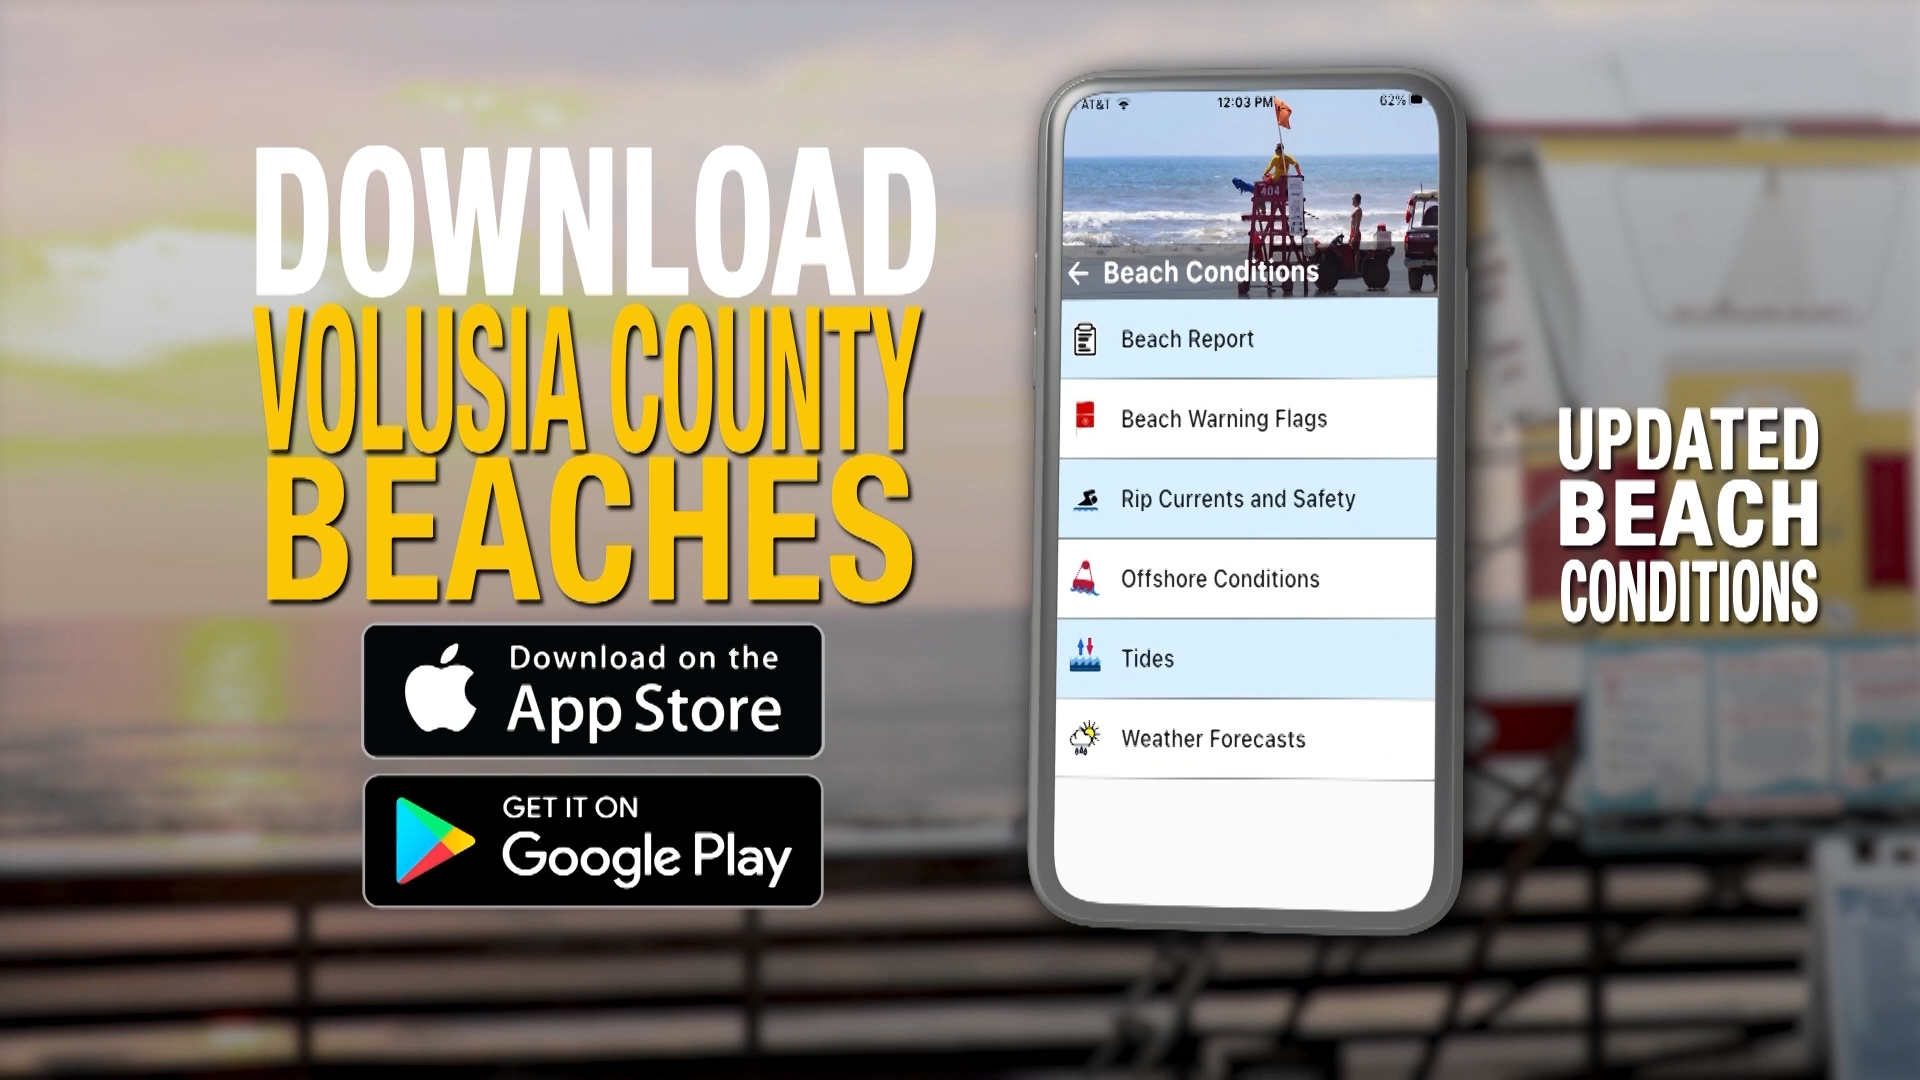 DOWNLOAD
VOLUSIA COUNTY
BEACHES
Download on the
App Store
GET IT ON
Google Play
AT&T
12:03 PM
62%
404
Beach Conditions
Beach Report
Beach Warning Flags
Rip Currents and Safety
Offshore Conditions
Tides
Weather Forecasts
UPDATED
BEACH
CONDITIONS